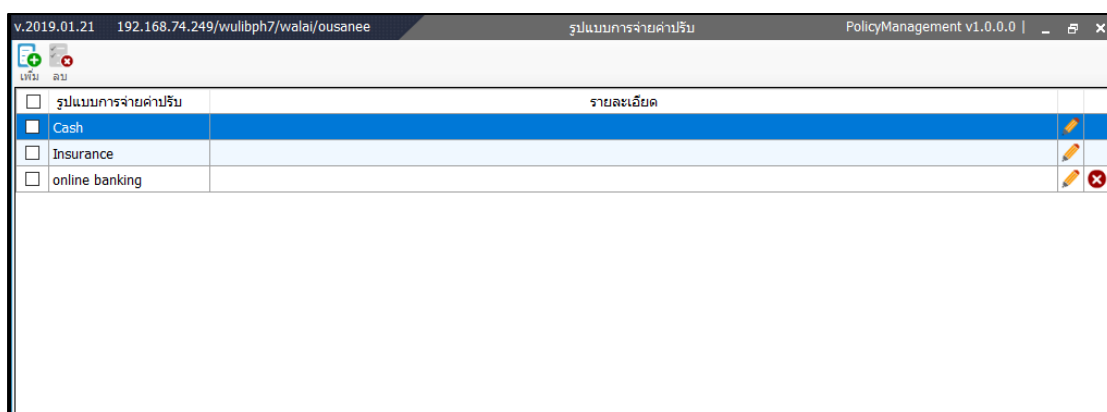 v.2019.01.21 192.168.74.249/wulibph7/walai/ousanee รูปแบบการจ่ายค่าปรับ PolicyManagement v1.0.0.0 |
เพิ่ม ลบ
รูปแบบการจ่ายค่าปรับ รายละเอียด
Cash
Insurance
online banking